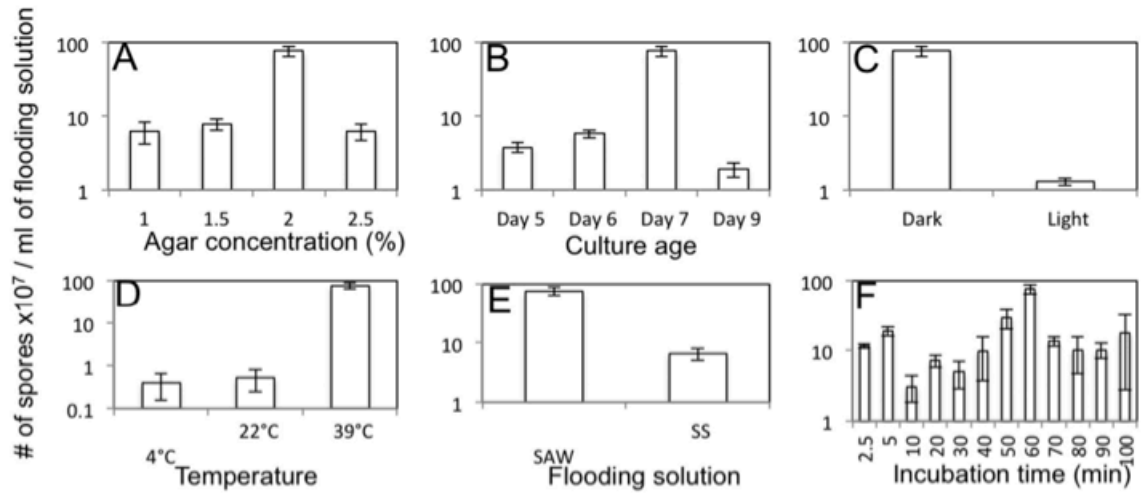 # of spores x10⁷ / ml of flooding solution
A
100
10
1
1 1.5 2 2.5
Agar concentration (%)
B
100
10
1
Day 5 Day 6 Day 7 Day 9
Culture age
C
100
10
1
Dark Light
D
100
10
1
0.1
4°C 22°C 39°C
Temperature
E
100
10
1
SAW SS
Flooding solution
F
100
10
1
2.5 5 10 20 30 40 50 60 70 80 90 100
Incubation time (min)